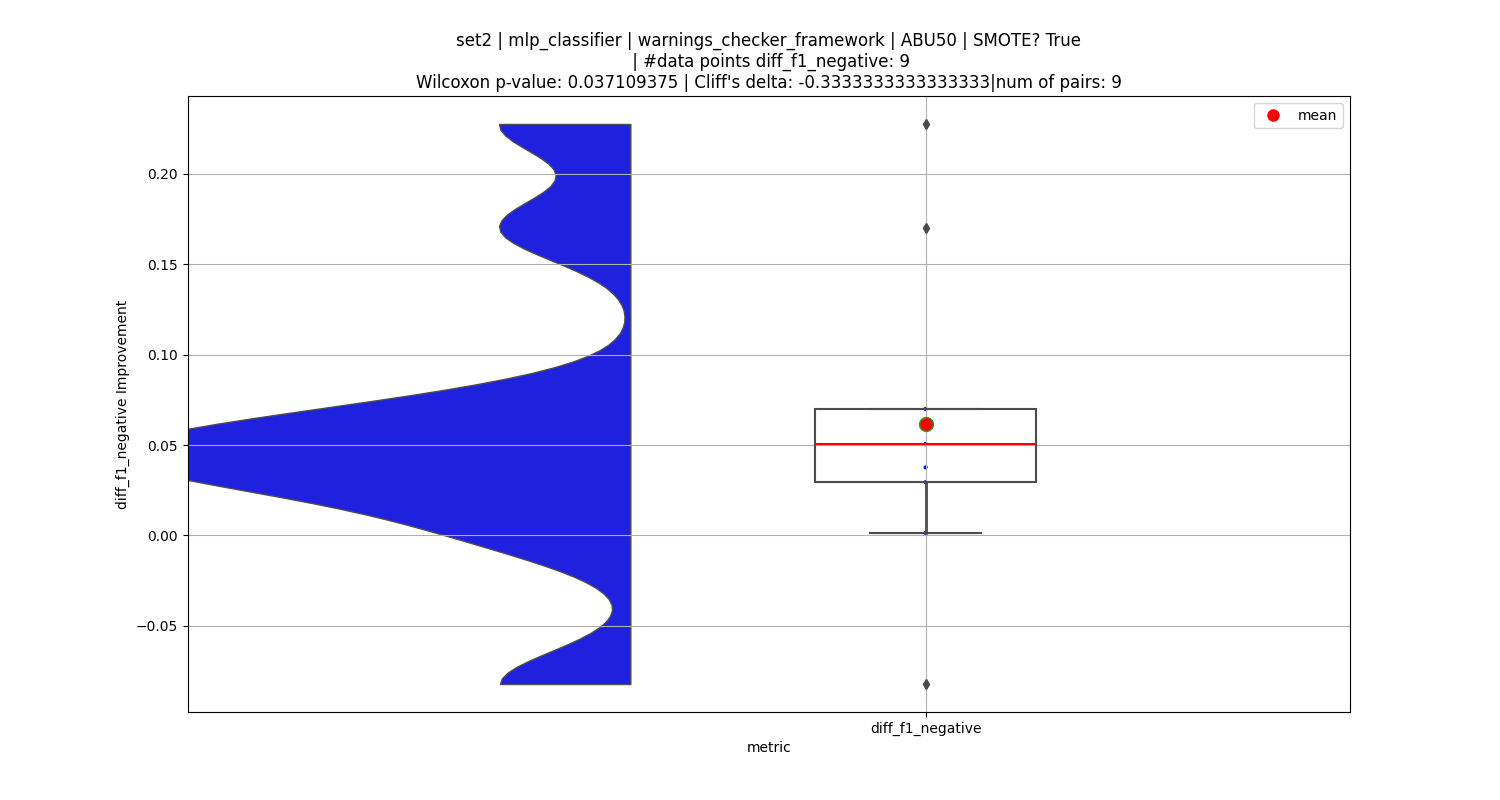 set2 | mlp_classifier | warnings_checker_framework | ABU50 | SMOTE? True
| #data points diff_f1_negative: 9
Wilcoxon p-value: 0.037109375 | Cliff's delta: -0.3333333333333333|num of pairs: 9
mean
0.20
0.15
0.10
0.05
0.00
−0.05
diff_f1_negative Improvement
diff_f1_negative
metric